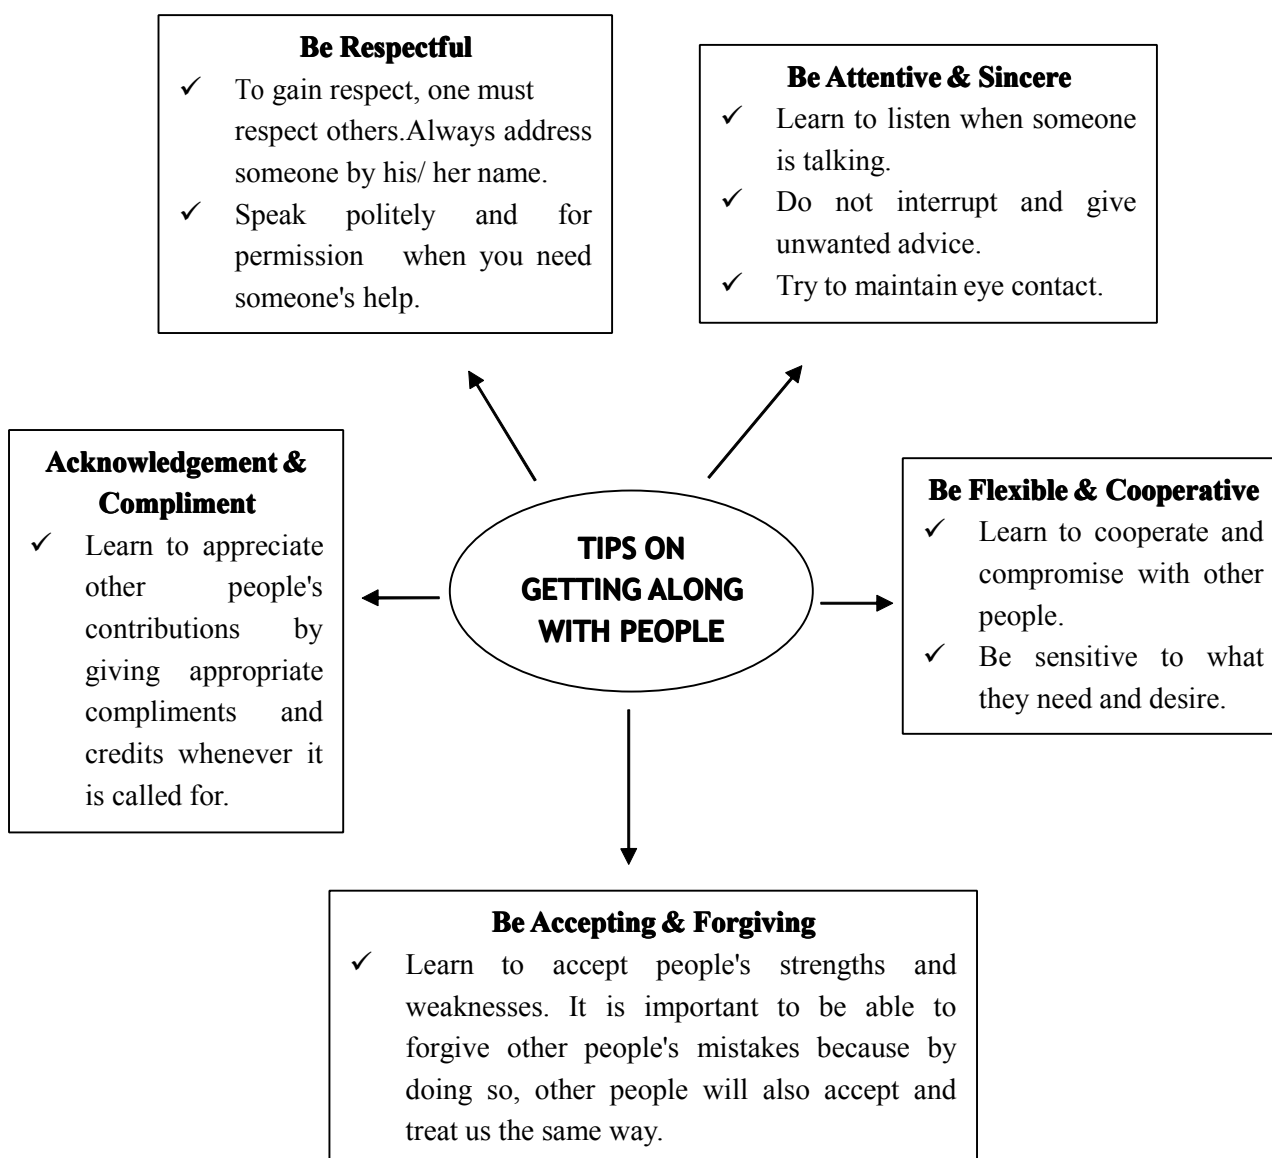 Be Respectful
✓ To gain respect, one must
respect others.Always address
someone by his/ her name.
✓ Speak politely and for
permission when you need
someone's help.
Be Attentive & Sincere
✓ Learn to listen when someone
is talking.
✓ Do not interrupt and give
unwanted advice.
✓ Try to maintain eye contact.
Acknowledgement &
Compliment
✓ Learn to appreciate
other people's
contributions by
giving appropriate
compliments and
credits whenever it
is called for.
TIPS ON
GETTING ALONG
WITH PEOPLE
Be Flexible & Cooperative
✓ Learn to cooperate and
compromise with other
people.
✓ Be sensitive to what
they need and desire.
Be Accepting & Forgiving
✓ Learn to accept people's strengths and
weaknesses. It is important to be able to
forgive other people's mistakes because by
doing so, other people will also accept and
treat us the same way.